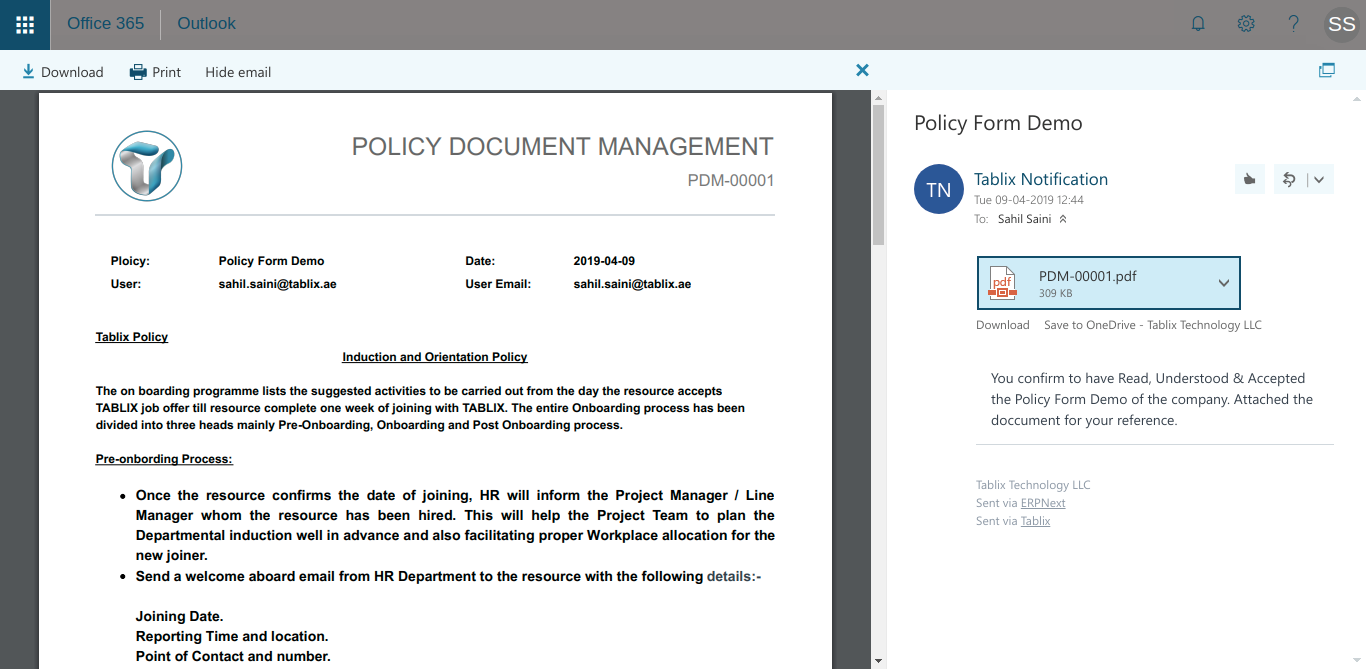 Office 365 Outlook SS
Download Print Hide email
POLICY DOCUMENT MANAGEMENT
PDM-00001
Ploicy: Policy Form Demo Date: 2019-04-09
User: sahil.saini@tablix.ae User Email: sahil.saini@tablix.ae
Tablix Policy
Induction and Orientation Policy
The on boarding programme lists the suggested activities to be carried out from the day the resource accepts
TABLIX job offer till resource complete one week of joining with TABLIX. The entire Onboarding process has been
divided into three heads mainly Pre-Onboarding, Onboarding and Post Onboarding process.
Pre-onbording Process:
• Once the resource confirms the date of joining, HR will inform the Project Manager / Line
Manager whom the resource has been hired. This will help the Project Team to plan the
Departmental induction well in advance and also facilitating proper Workplace allocation for the
new joiner.
• Send a welcome aboard email from HR Department to the resource with the following details:-
Joining Date.
Reporting Time and location.
Point of Contact and number.
Policy Form Demo
TN
Tablix Notification
Tue 09-04-2019 12:44
To: Sahil Saini
pdf
PDM-00001.pdf
309 KB
Download Save to OneDrive - Tablix Technology LLC
You confirm to have Read, Understood & Accepted
the Policy Form Demo of the company. Attached the
doccument for your reference.
Tablix Technology LLC
Sent via ERPNext
Sent via Tablix